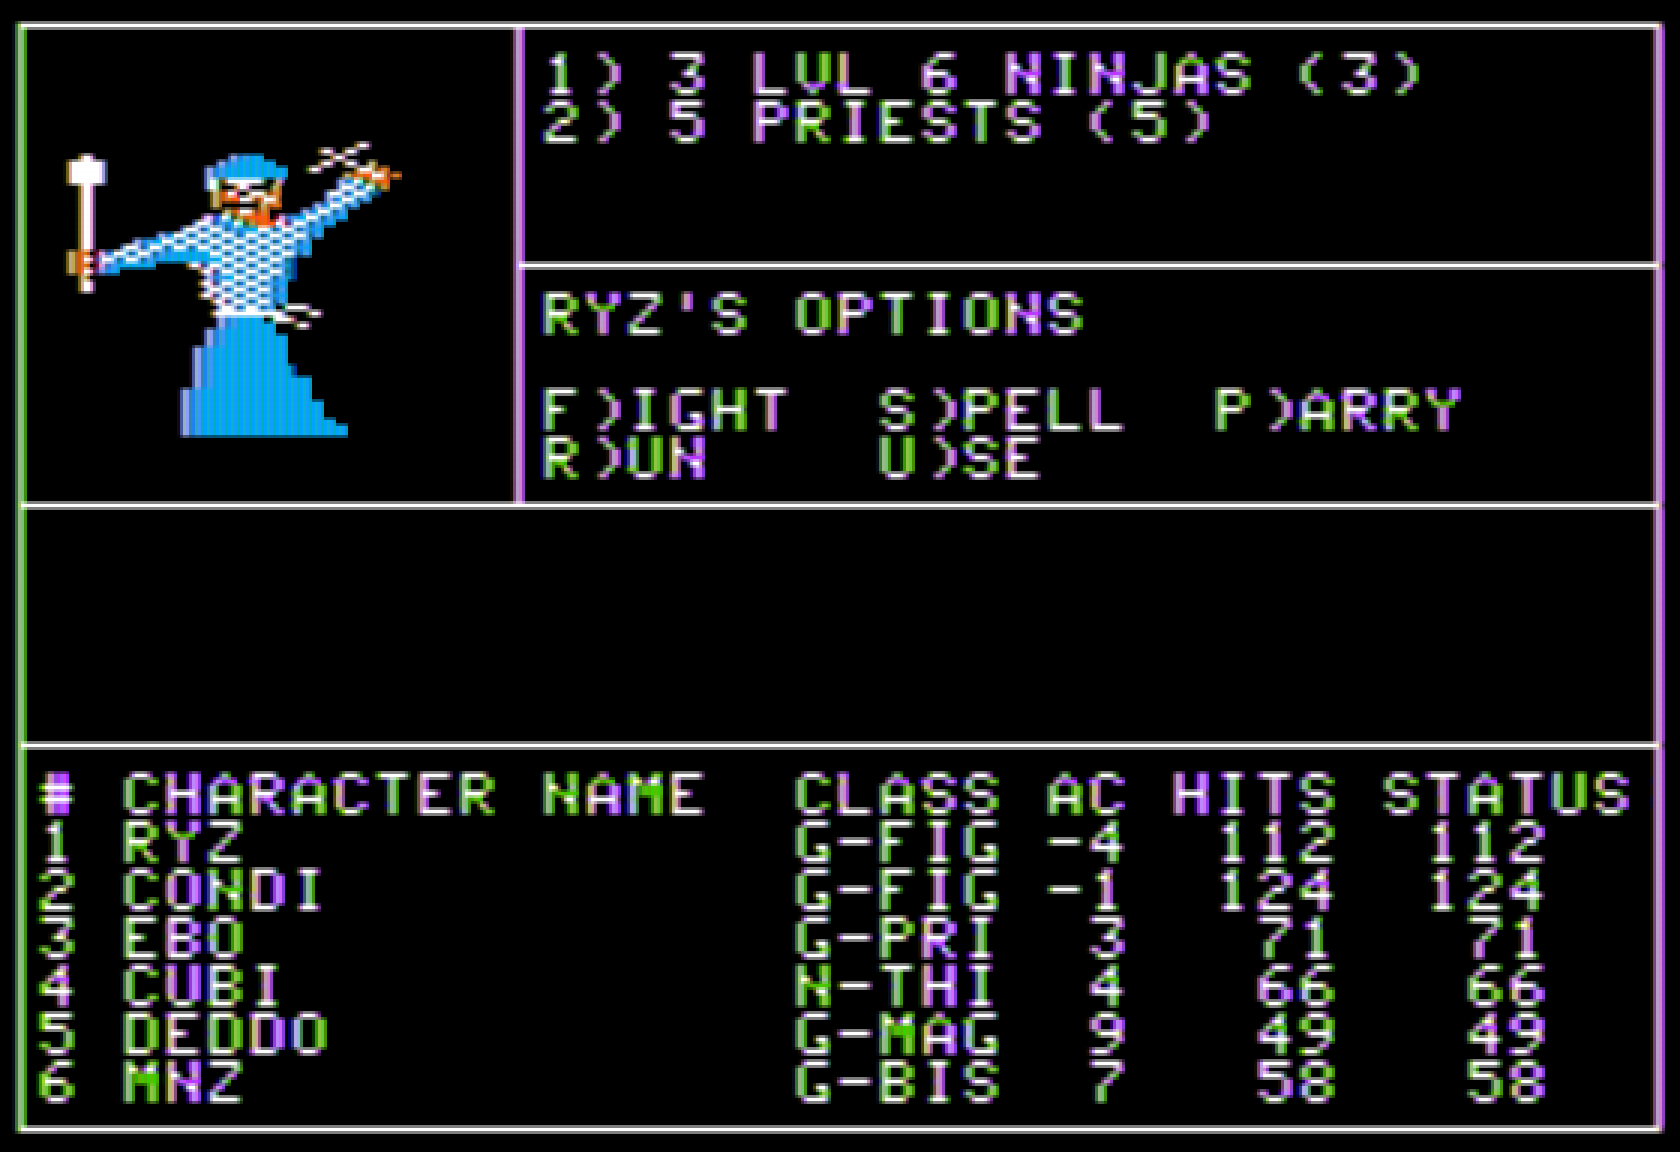 1) 3 LVL 6 NINJAS (3)
2) 5 PRIESTS (5)
RYZ'S OPTIONS
F)IGHT S)PELL P)ARRY
R)UN U)SE
# CHARACTER NAME CLASS AC HITS STATUS
1 RYZ G-FIG -4 112 112
2 CONDI G-FIG -1 124 124
3 EBO G-PRI 3 71 71
4 CUBI N-THI 4 66 66
5 DEDDO G-MAG 9 49 49
6 MNZ G-BIS 7 58 58